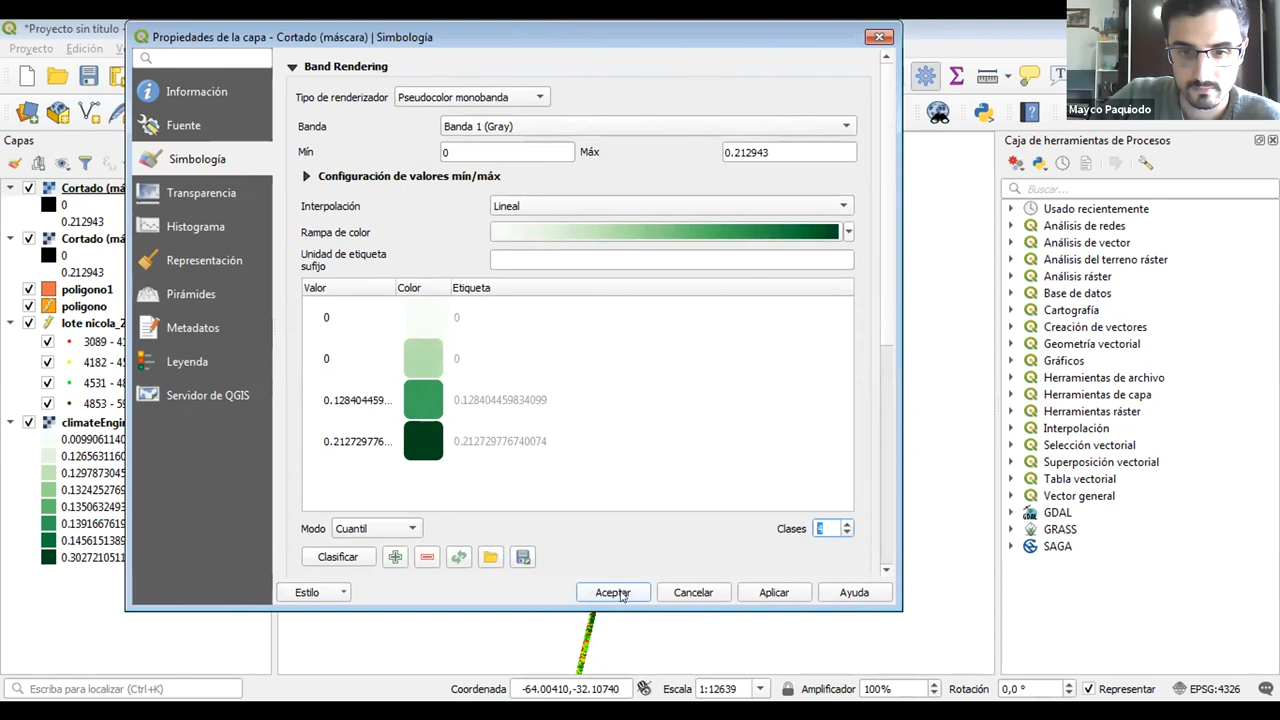 *Proyecto sin título -
Propiedades de la capa - Cortado (máscara) | Simbología
Proyecto
Edición
Mayco Paquiodo
Capas
Cortado (má
0
0.212943
Cortado (má
0
0.212943
poligono1
poligono
lote nicola_2
3089 - 4
4182 - 4
4531 - 4
4853 - 5
climateEngin
0.0099061140
0.126563110
0.1297873045
0.1324252760
0.1350632493
0.1391667619
0.1456151389
0.3027210511
Información
Fuente
Simbología
Transparencia
Histograma
Representación
Pirámides
Metadatos
Leyenda
Servidor de QGIS
Band Rendering
Tipo de renderizador Pseudocolor monobanda
Banda Banda 1 (Gray)
Mín 0 Máx 0.212943
Configuración de valores mín/máx
Interpolación Lineal
Rampa de color
Unidad de etiqueta
sufijo
Valor Color Etiqueta
0 0
0 0
0.128404459... 0.128404459834099
0.212729776... 0.212729776740074
Modo Cuantil Clases 4
Clasificar
Estilo Aceptar Cancelar Aplicar Ayuda
Caja de herramientas de Procesos
Buscar...
Usado recientemente
Análisis de redes
Análisis de vector
Análisis del terreno ráster
Análisis ráster
Base de datos
Cartografía
Creación de vectores
Geometría vectorial
Gráficos
Herramientas de archivo
Herramientas de capa
Herramientas ráster
Interpolación
Selección vectorial
Superposición vectorial
Tabla vectorial
Vector general
GDAL
GRASS
SAGA
Escriba para localizar (Ctrl+K) Coordenada -64.00410,-32.10740 Escala 1:12639 Amplificador 100% Rotación 0,0 ° Representar EPSG:4326